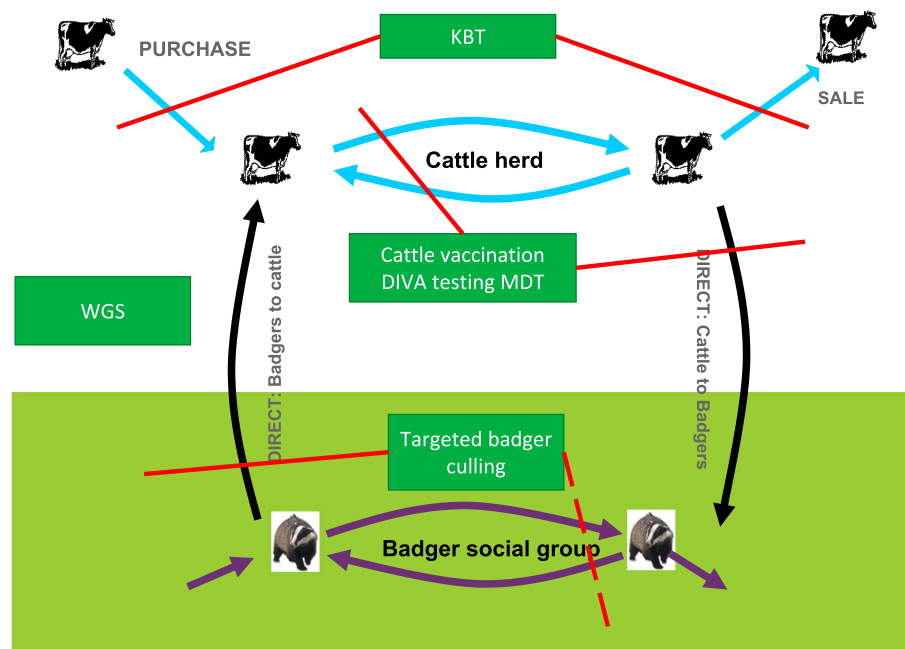 KBT
PURCHASE
SALE
Cattle herd
Cattle vaccination
DIVA testing MDT
WGS
DIRECT: Badgers to cattle
DIRECT: Cattle to Badgers
Targeted badger
culling
Badger social group